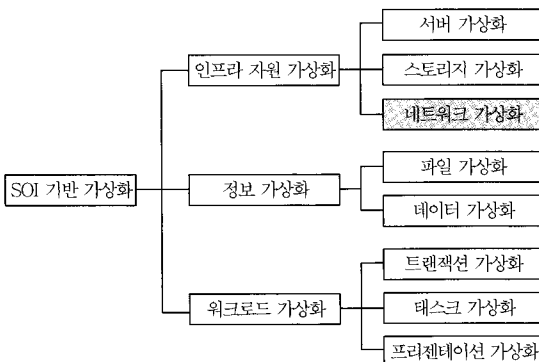 서버 가상화
인프라 자원 가상화
스토리지 가상화
네트워크 가상화
SOI 기반 가상화
정보 가상화
파일 가상화
데이터 가상화
워크로드 가상화
트랜잭션 가상화
태스크 가상화
프리젠테이션 가상화